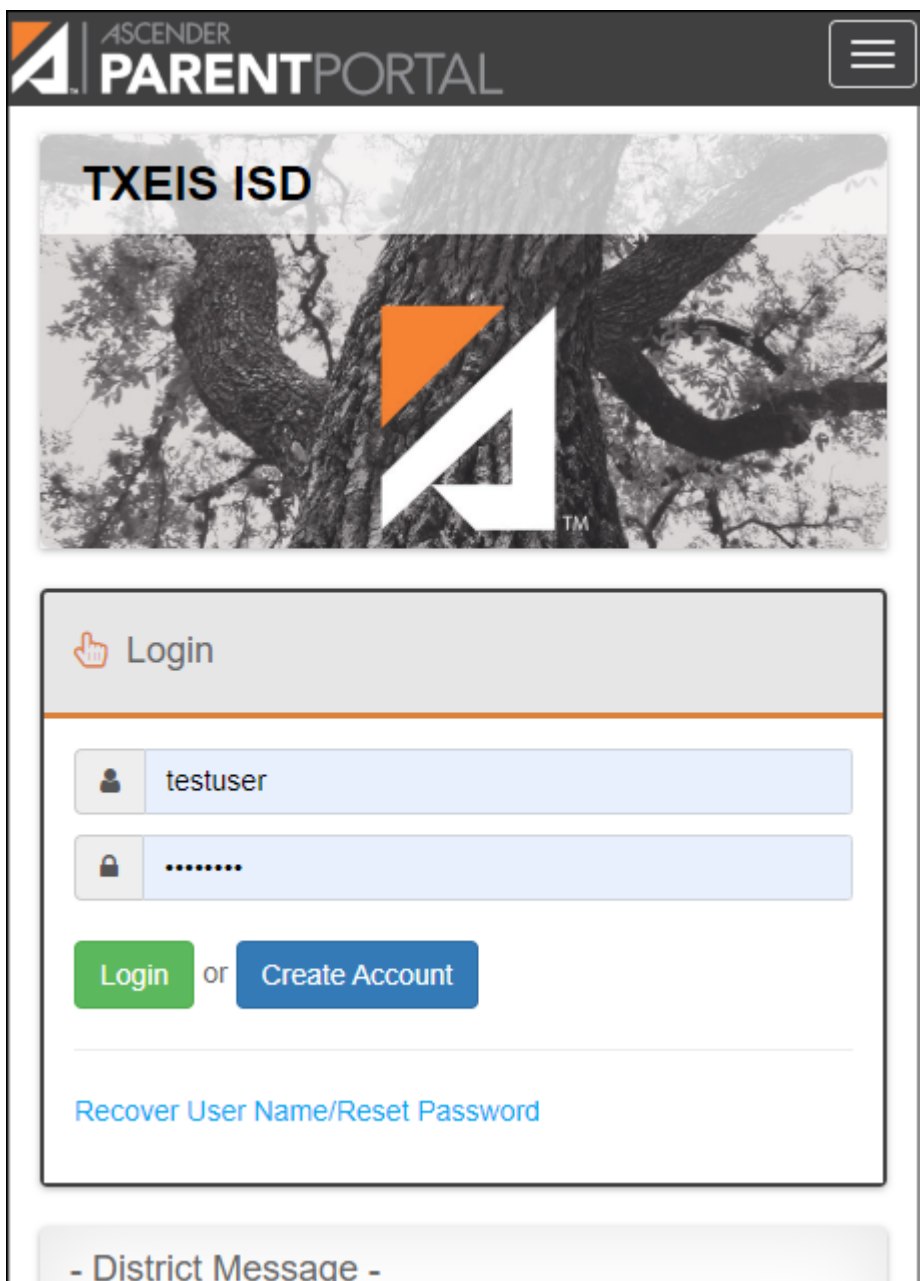 ASCENDER
PARENTPORTAL
TXEIS ISD
TM
Login
testuser
••••••••
Login or Create Account
Recover User Name/Reset Password
- District Message -